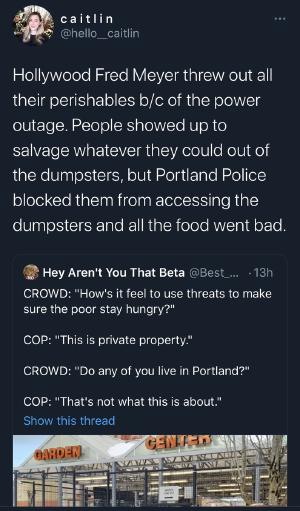 caitlin
@hello__caitlin
Hollywood Fred Meyer threw out all
their perishables b/c of the power
outage. People showed up to
salvage whatever they could out of
the dumpsters, but Portland Police
blocked them from accessing the
dumpsters and all the food went bad.
Hey Aren't You That Beta @Best_... · 13h
CROWD: "How's it feel to use threats to make
sure the poor stay hungry?"
COP: "This is private property."
CROWD: "Do any of you live in Portland?"
COP: "That's not what this is about."
Show this thread
GARDEN CENTER